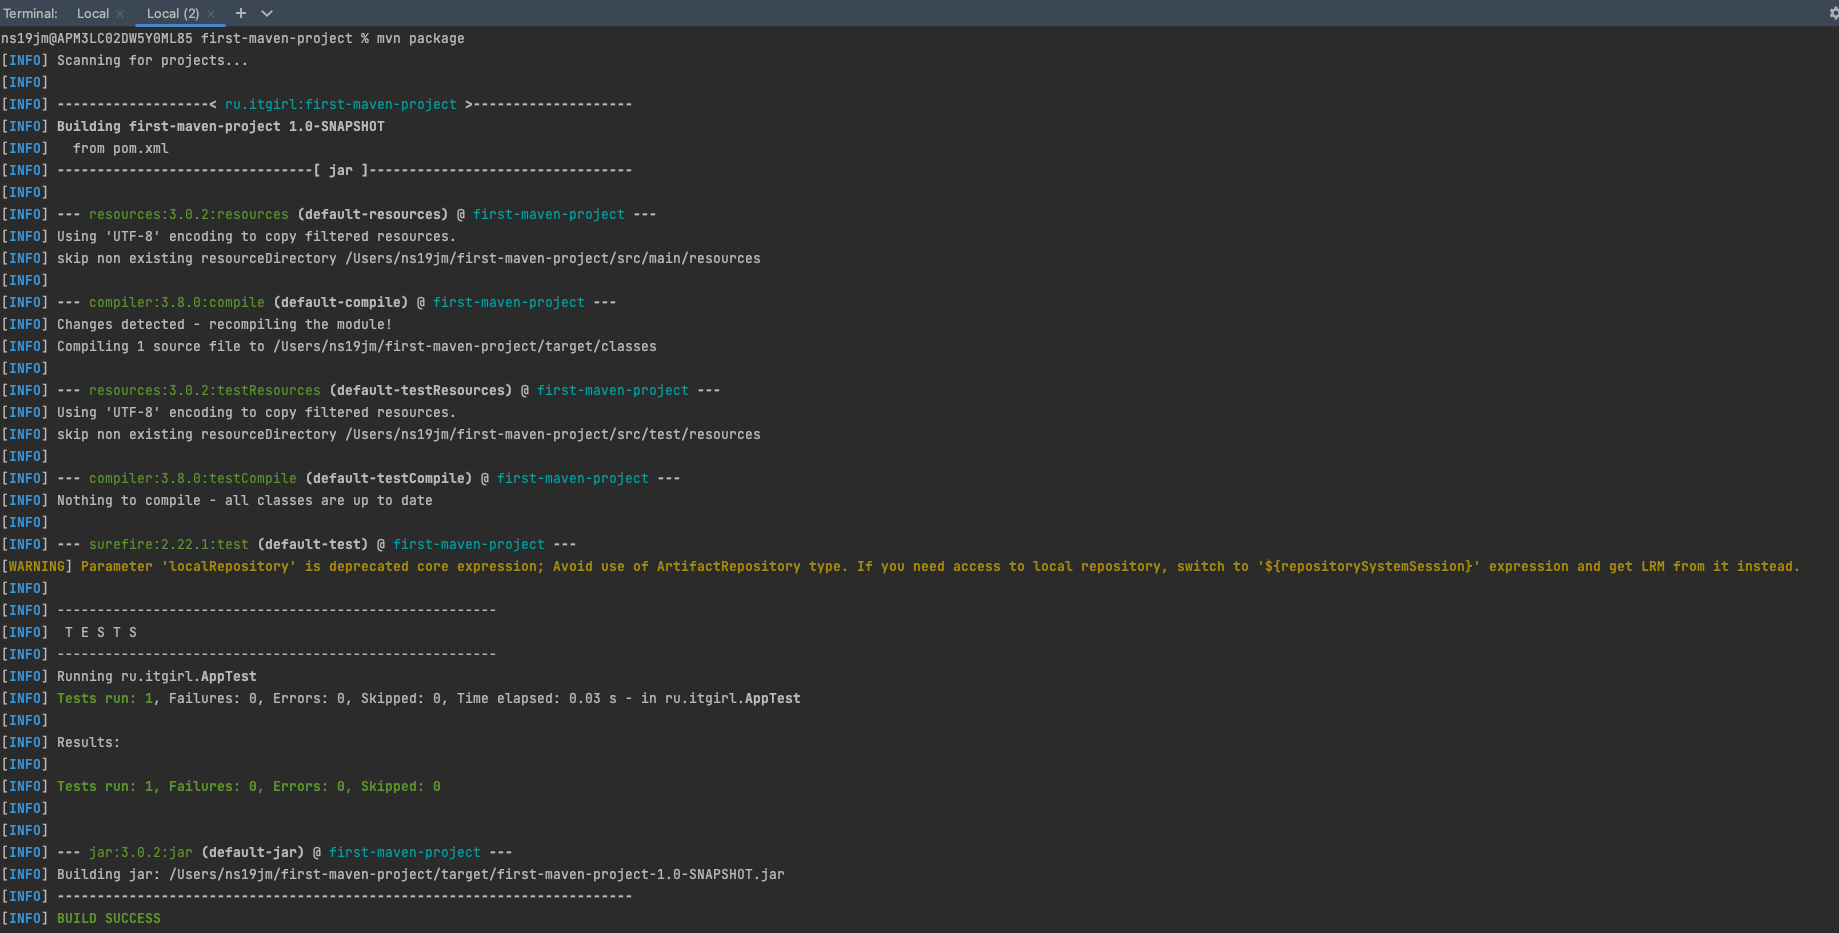 Terminal: Local × Local (2) × +
ns19jm@APM3LC02DW5Y0ML85 first-maven-project % mvn package
[INFO] Scanning for projects...
[INFO]
[INFO] -------------------< ru.itgirl:first-maven-project >--------------------
[INFO] Building first-maven-project 1.0-SNAPSHOT
[INFO]   from pom.xml
[INFO] --------------------------------[ jar ]---------------------------------
[INFO]
[INFO] --- resources:3.0.2:resources (default-resources) @ first-maven-project ---
[INFO] Using 'UTF-8' encoding to copy filtered resources.
[INFO] skip non existing resourceDirectory /Users/ns19jm/first-maven-project/src/main/resources
[INFO]
[INFO] --- compiler:3.8.0:compile (default-compile) @ first-maven-project ---
[INFO] Changes detected - recompiling the module!
[INFO] Compiling 1 source file to /Users/ns19jm/first-maven-project/target/classes
[INFO]
[INFO] --- resources:3.0.2:testResources (default-testResources) @ first-maven-project ---
[INFO] Using 'UTF-8' encoding to copy filtered resources.
[INFO] skip non existing resourceDirectory /Users/ns19jm/first-maven-project/src/test/resources
[INFO]
[INFO] --- compiler:3.8.0:testCompile (default-testCompile) @ first-maven-project ---
[INFO] Nothing to compile - all classes are up to date
[INFO]
[INFO] --- surefire:2.22.1:test (default-test) @ first-maven-project ---
[WARNING] Parameter 'localRepository' is deprecated core expression; Avoid use of ArtifactRepository type. If you need access to local repository, switch to '${repositorySystemSession}' expression and get LRM from it instead.
[INFO]
[INFO] -------------------------------------------------------
[INFO]  T E S T S
[INFO] -------------------------------------------------------
[INFO] Running ru.itgirl.AppTest
[INFO] Tests run: 1, Failures: 0, Errors: 0, Skipped: 0, Time elapsed: 0.03 s - in ru.itgirl.AppTest
[INFO]
[INFO] Results:
[INFO]
[INFO] Tests run: 1, Failures: 0, Errors: 0, Skipped: 0
[INFO]
[INFO]
[INFO] --- jar:3.0.2:jar (default-jar) @ first-maven-project ---
[INFO] Building jar: /Users/ns19jm/first-maven-project/target/first-maven-project-1.0-SNAPSHOT.jar
[INFO] ------------------------------------------------------------------------
[INFO] BUILD SUCCESS